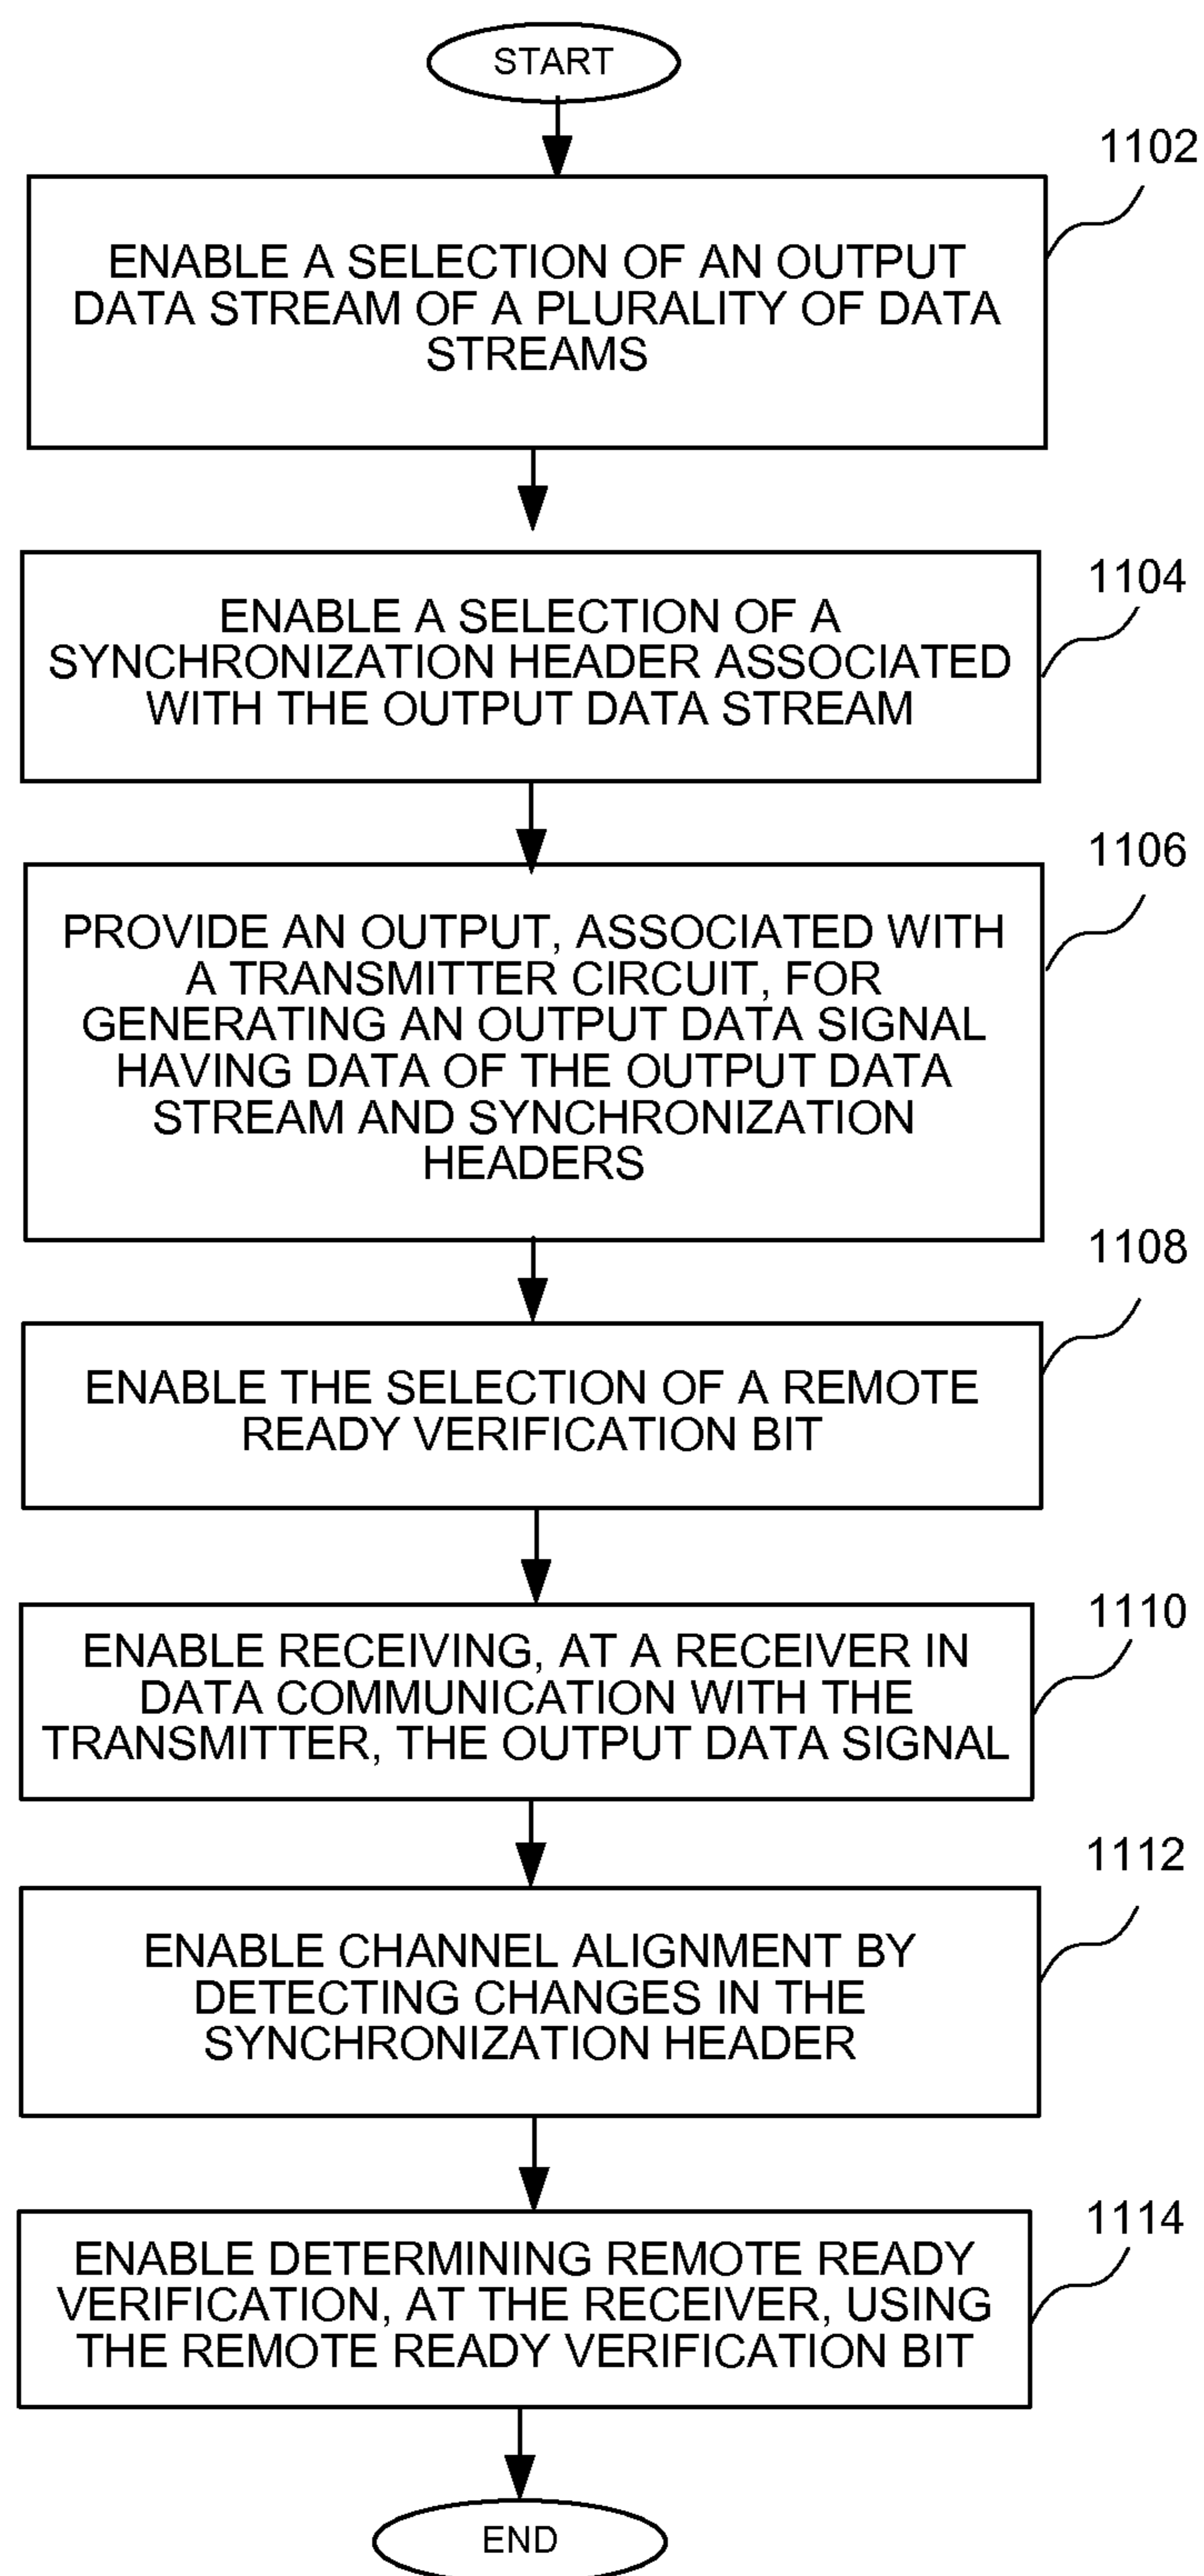 START
1102
ENABLE A SELECTION OF AN OUTPUT
DATA STREAM OF A PLURALITY OF DATA
STREAMS
1104
ENABLE A SELECTION OF A
SYNCHRONIZATION HEADER ASSOCIATED
WITH THE OUTPUT DATA STREAM
1106
PROVIDE AN OUTPUT, ASSOCIATED WITH
A TRANSMITTER CIRCUIT, FOR
GENERATING AN OUTPUT DATA SIGNAL
HAVING DATA OF THE OUTPUT DATA
STREAM AND SYNCHRONIZATION
HEADERS
1108
ENABLE THE SELECTION OF A REMOTE
READY VERIFICATION BIT
1110
ENABLE RECEIVING, AT A RECEIVER IN
DATA COMMUNICATION WITH THE
TRANSMITTER, THE OUTPUT DATA SIGNAL
1112
ENABLE CHANNEL ALIGNMENT BY
DETECTING CHANGES IN THE
SYNCHRONIZATION HEADER
1114
ENABLE DETERMINING REMOTE READY
VERIFICATION, AT THE RECEIVER, USING
THE REMOTE READY VERIFICATION BIT
END